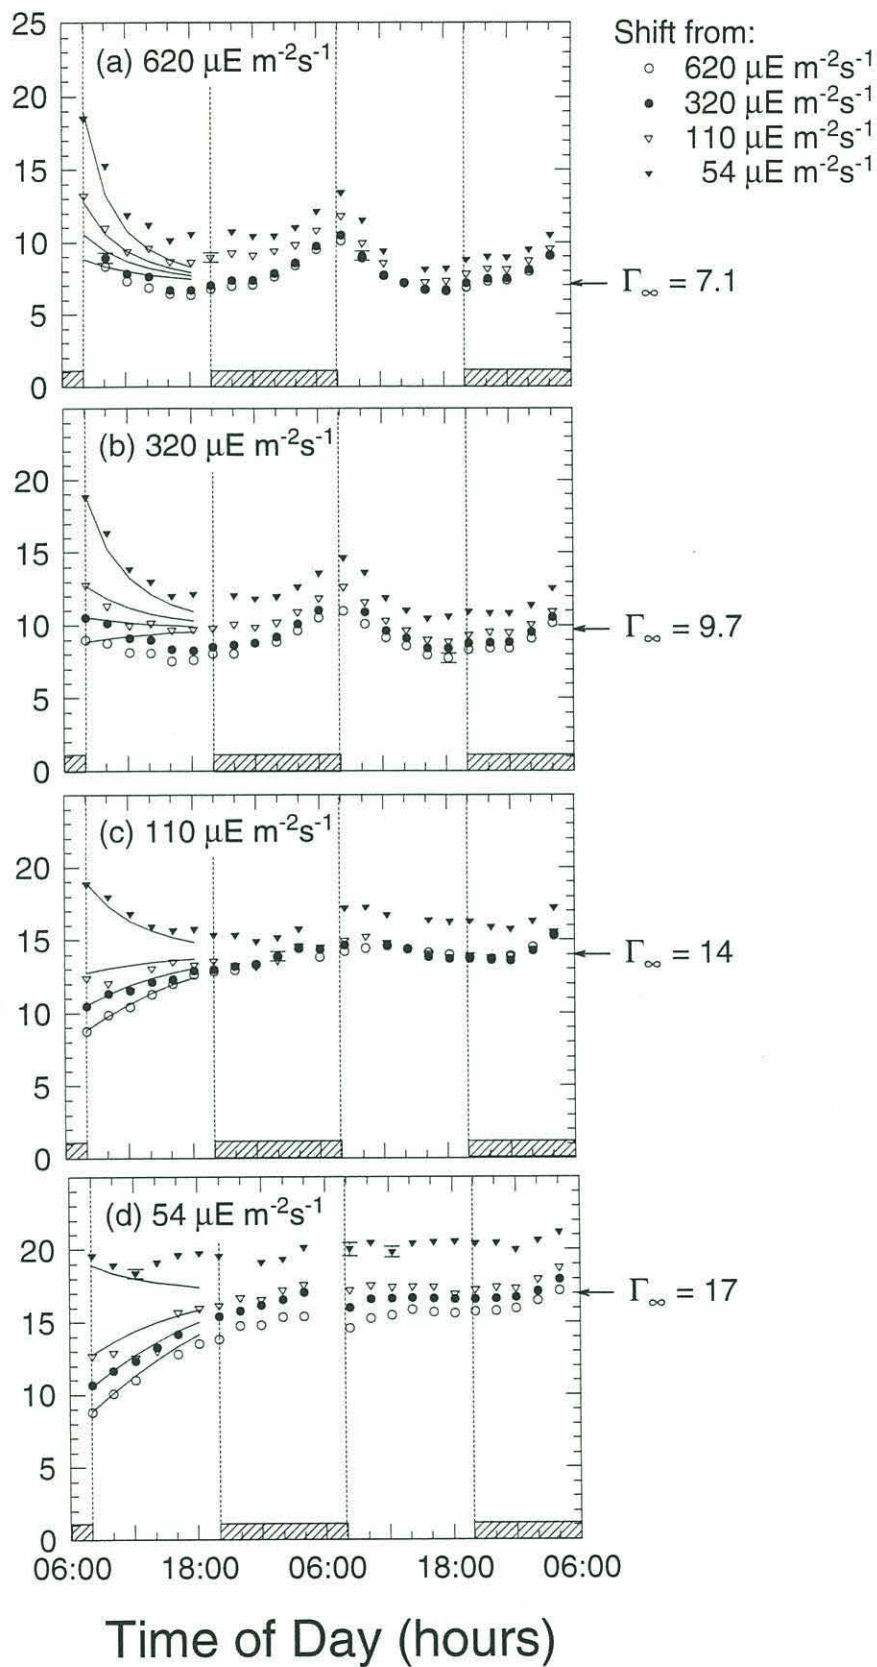 25
20
15
10
5
0
(a) 620 μE m-2s-1
Shift from:
620 μE m-2s-1
320 μE m-2s-1
110 μE m-2s-1
54 μE m-2s-1
Γ∞ = 7.1
20
15
10
5
0
(b) 320 μE m-2s-1
Γ∞ = 9.7
20
15
10
5
0
(c) 110 μE m-2s-1
Γ∞ = 14
20
15
10
5
0
(d) 54 μE m-2s-1
Γ∞ = 17
06:00 18:00 06:00 18:00 06:00
Time of Day (hours)